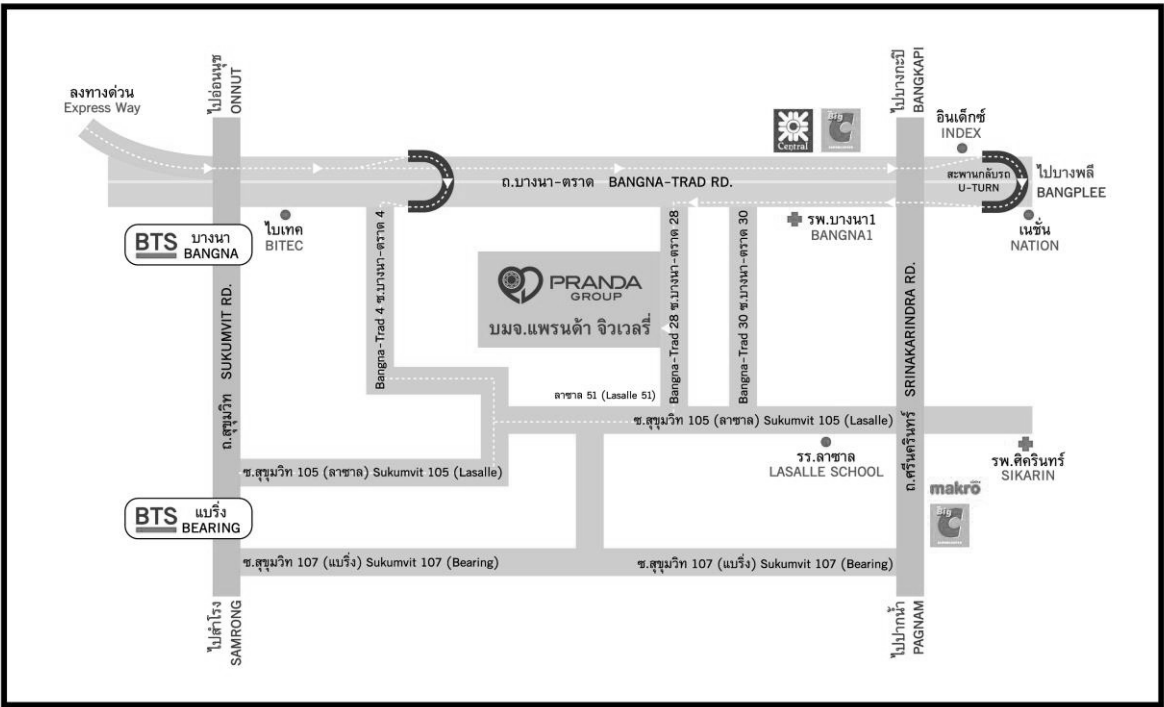 ลงทางด่วน
Express Way
ไปอ่อนนุช
ONNUT
ไปบางกะปิ
BANGKAPI
Central
Big C
อินเด็กซ์
INDEX
ถ.บางนา-ตราด BANGNA-TRAD RD.
สะพานกลับรถ
U-TURN
ไปบางพลี
BANGPLEE
BTS บางนา
BANGNA
ไบเทค
BITEC
รพ.บางนา1
BANGNA1
เนชั่น
NATION
Bangna-Trad 4 ซ.บางนา-ตราด 4
PRANDA
GROUP
บมจ.แพรนด้า จิวเวลรี่
Bangna-Trad 28 ซ.บางนา-ตราด 28
Bangna-Trad 30 ซ.บางนา-ตราด 30
ถ.สุขุมวิท SUKUMVIT RD.
ถ.ศรีนครินทร์ SRINAKARINDRA RD.
ลาซาล 51 (Lasalle 51)
ซ.สุขุมวิท 105 (ลาซาล) Sukumvit 105 (Lasalle)
รร.ลาซาล
LASALLE SCHOOL
รพ.ศิครินทร์
SIKARIN
ซ.สุขุมวิท 105 (ลาซาล) Sukumvit 105 (Lasalle)
makro
Big C
BTS แบริ่ง
BEARING
ซ.สุขุมวิท 107 (แบริ่ง) Sukumvit 107 (Bearing)
ซ.สุขุมวิท 107 (แบริ่ง) Sukumvit 107 (Bearing)
ไปสำโรง
SAMRONG
ไปปากน้ำ
PAGNAM